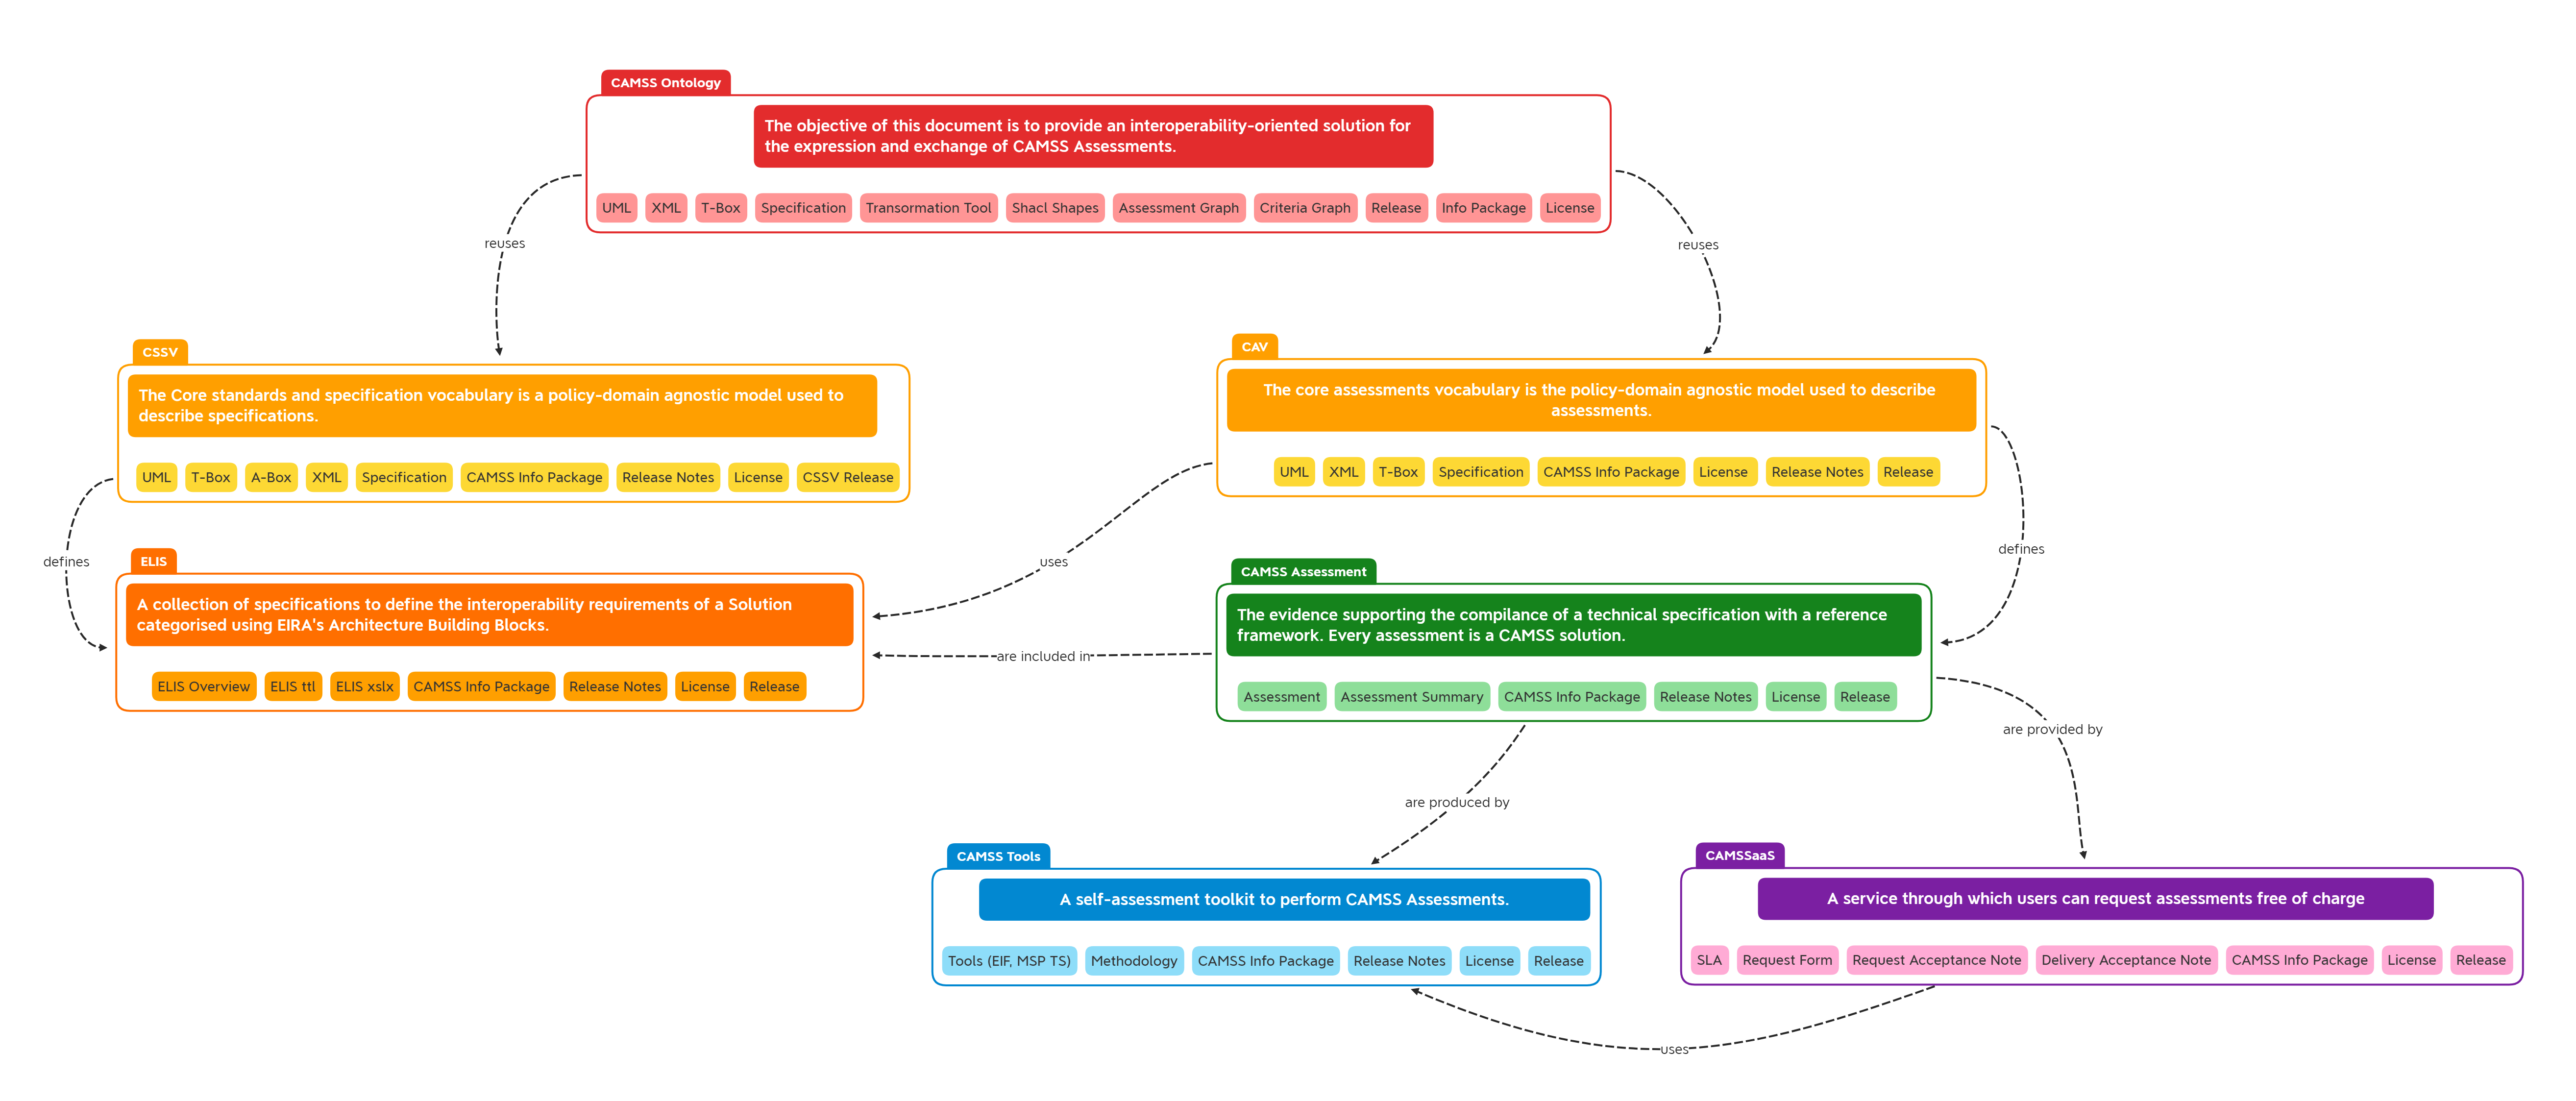 CAMSS Ontology
The objective of this document is to provide an interoperability-oriented solution for
the expression and exchange of CAMSS Assessments.
UML XML T-Box Specification Transormation Tool Shacl Shapes Assessment Graph Criteria Graph Release Info Package License
reuses
reuses
CSSV
The Core standards and specification vocabulary is a policy-domain agnostic model used to
describe specifications.
UML T-Box A-Box XML Specification CAMSS Info Package Release Notes License CSSV Release
CAV
The core assessments vocabulary is the policy-domain agnostic model used to describe
assessments.
UML XML T-Box Specification CAMSS Info Package License Release Notes Release
defines
uses
defines
ELIS
A collection of specifications to define the interoperability requirements of a Solution
categorised using EIRA's Architecture Building Blocks.
ELIS Overview ELIS ttl ELIS xslx CAMSS Info Package Release Notes License Release
are included in
CAMSS Assessment
The evidence supporting the compilance of a technical specification with a reference
framework. Every assessment is a CAMSS solution.
Assessment Assessment Summary CAMSS Info Package Release Notes License Release
are provided by
are produced by
CAMSS Tools
A self-assessment toolkit to perform CAMSS Assessments.
Tools (EIF, MSP TS) Methodology CAMSS Info Package Release Notes License Release
CAMSSaaS
A service through which users can request assessments free of charge
SLA Request Form Request Acceptance Note Delivery Acceptance Note CAMSS Info Package License Release
uses